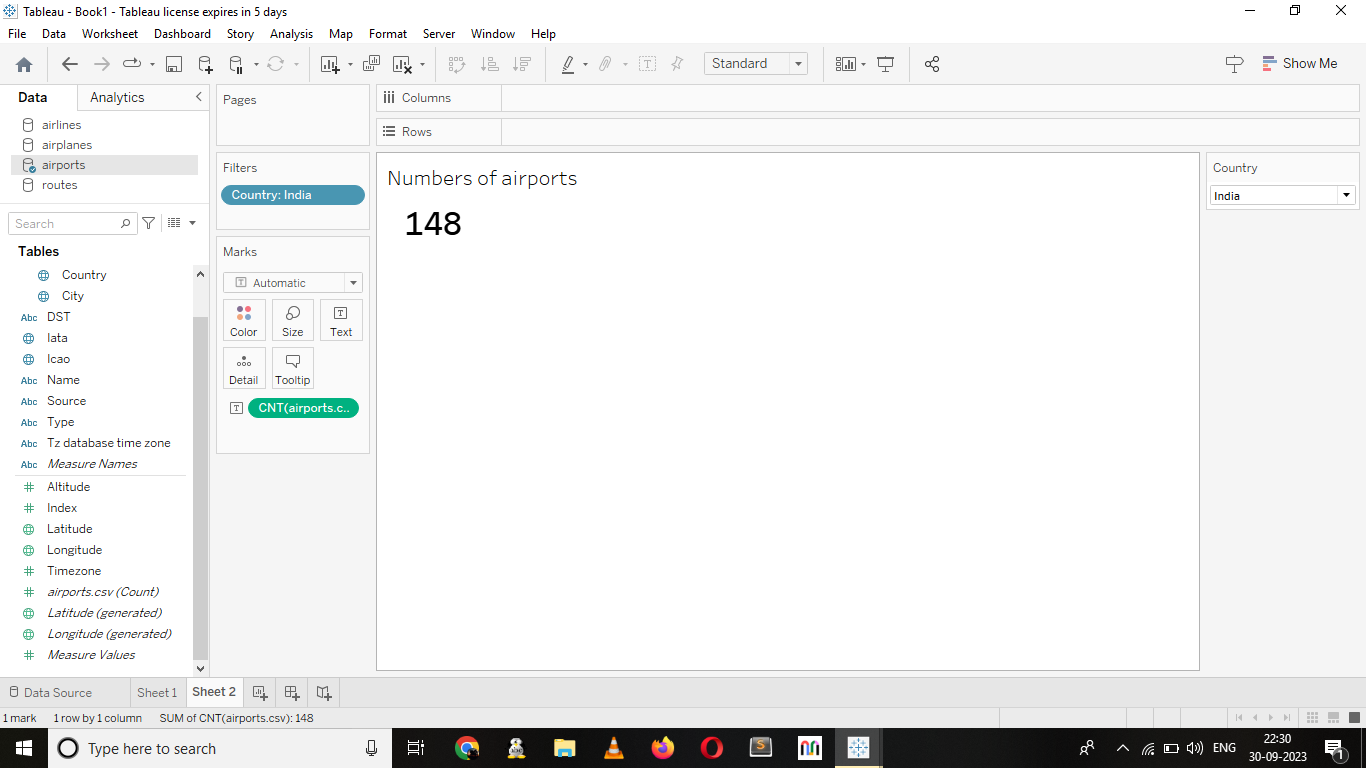 Tableau - Book1 - Tableau license expires in 5 days
File Data Worksheet Dashboard Story Analysis Map Format Server Window Help
Standard
Show Me
Data
Analytics
airlines
airplanes
airports
routes
Search
Tables
Country
City
Abc DST
Iata
Icao
Abc Name
Abc Source
Abc Type
Abc Tz database time zone
Abc Measure Names
Altitude
Index
Latitude
Longitude
Timezone
airports.csv (Count)
Latitude (generated)
Longitude (generated)
Measure Values
Pages
Filters
Country: India
Marks
T Automatic
Color
Size
T
Text
Detail
Tooltip
T CNT(airports.c..
Columns
Rows
Numbers of airports
148
Country
India
Data Source
Sheet 1
Sheet 2
1 mark 1 row by 1 column SUM of CNT(airports.csv): 148
Type here to search
S
ENG
22:30
30-09-2023
1